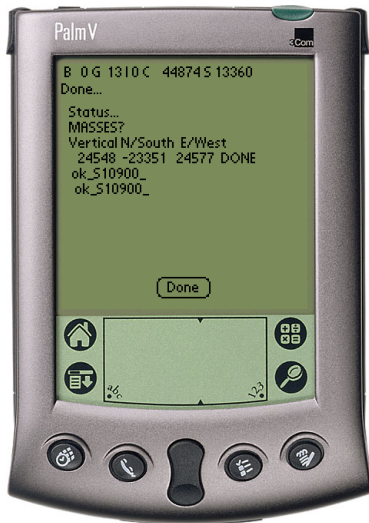 PalmV
3Com
B 0 G 1310 C 44874 S 13360
Done...
Status...
MASSES?
Vertical N/South E/West
24548 -23351 24577 DONE
ok_S10900_
ok_S10900_
Done
abc
123